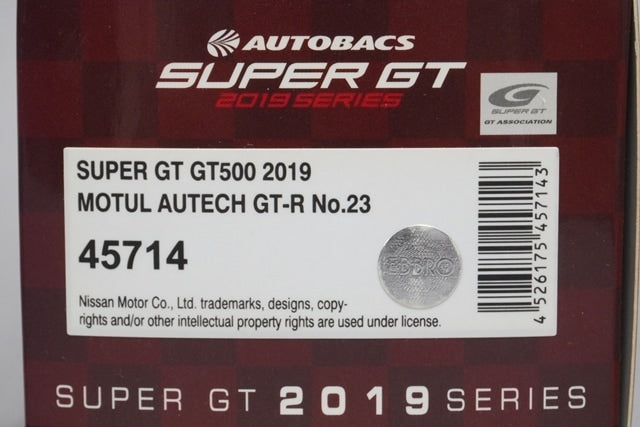 AUTOBACS
SUPER GT
2019 SERIES
SUPER GT
GT ASSOCIATION
SUPER GT GT500 2019
MOTUL AUTECH GT-R No.23
45714
EBBRO
Nissan Motor Co., Ltd. trademarks, designs, copy-
rights and/or other intellectual property rights are used under license.
4 526175 457143
SUPER GT 2019 SERIES